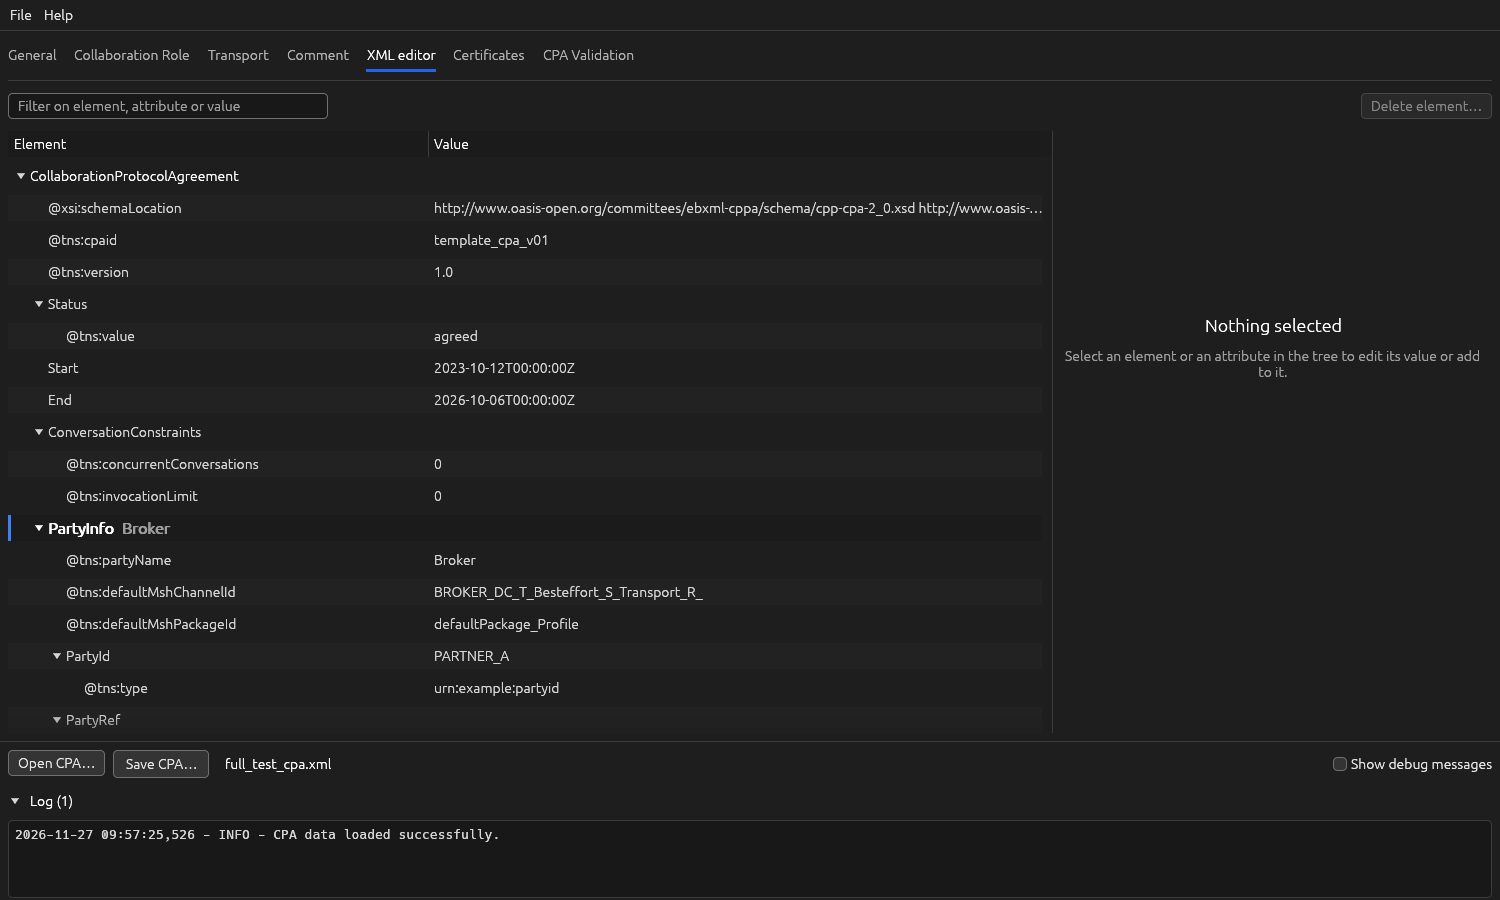 File Help
General Collaboration Role Transport Comment XML editor Certificates CPA Validation
Filter on element, attribute or value Delete element...
Element Value
CollaborationProtocolAgreement
@xsi:schemaLocation http://www.oasis-open.org/committees/ebxml-cppa/schema/cpp-cpa-2_0.xsd http://www.oasis-...
@tns:cpaid template_cpa_v01
@tns:version 1.0
Status
@tns:value agreed
Start 2023-10-12T00:00:00Z
End 2026-10-06T00:00:00Z
ConversationConstraints
@tns:concurrentConversations 0
@tns:invocationLimit 0
PartyInfo Broker
@tns:partyName Broker
@tns:defaultMshChannelId BROKER_DC_T_Besteffort_S_Transport_R_
@tns:defaultMshPackageId defaultPackage_Profile
PartyId PARTNER_A
@tns:type urn:example:partyid
PartyRef
Nothing selected
Select an element or an attribute in the tree to edit its value or add
to it.
Open CPA... Save CPA... full_test_cpa.xml Show debug messages
Log (1)
2026-11-27 09:57:25,526 - INFO - CPA data loaded successfully.